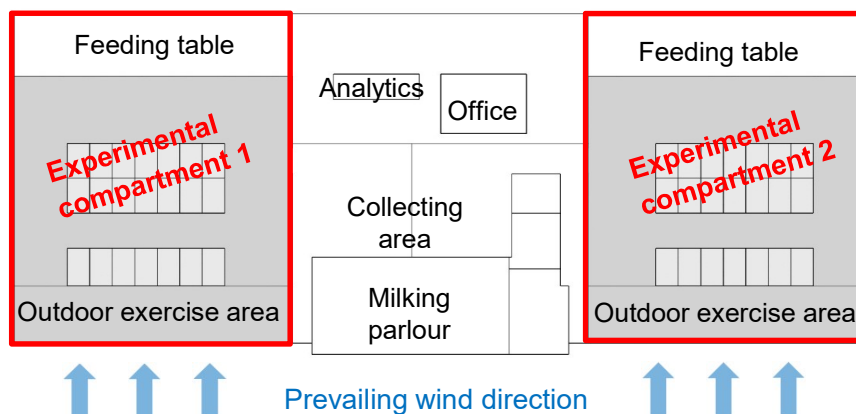 Feeding table
Experimental
compartment 1
Outdoor exercise area
Analytics
Office
Collecting
area
Milking
parlour
Feeding table
Experimental
compartment 2
Outdoor exercise area
Prevailing wind direction